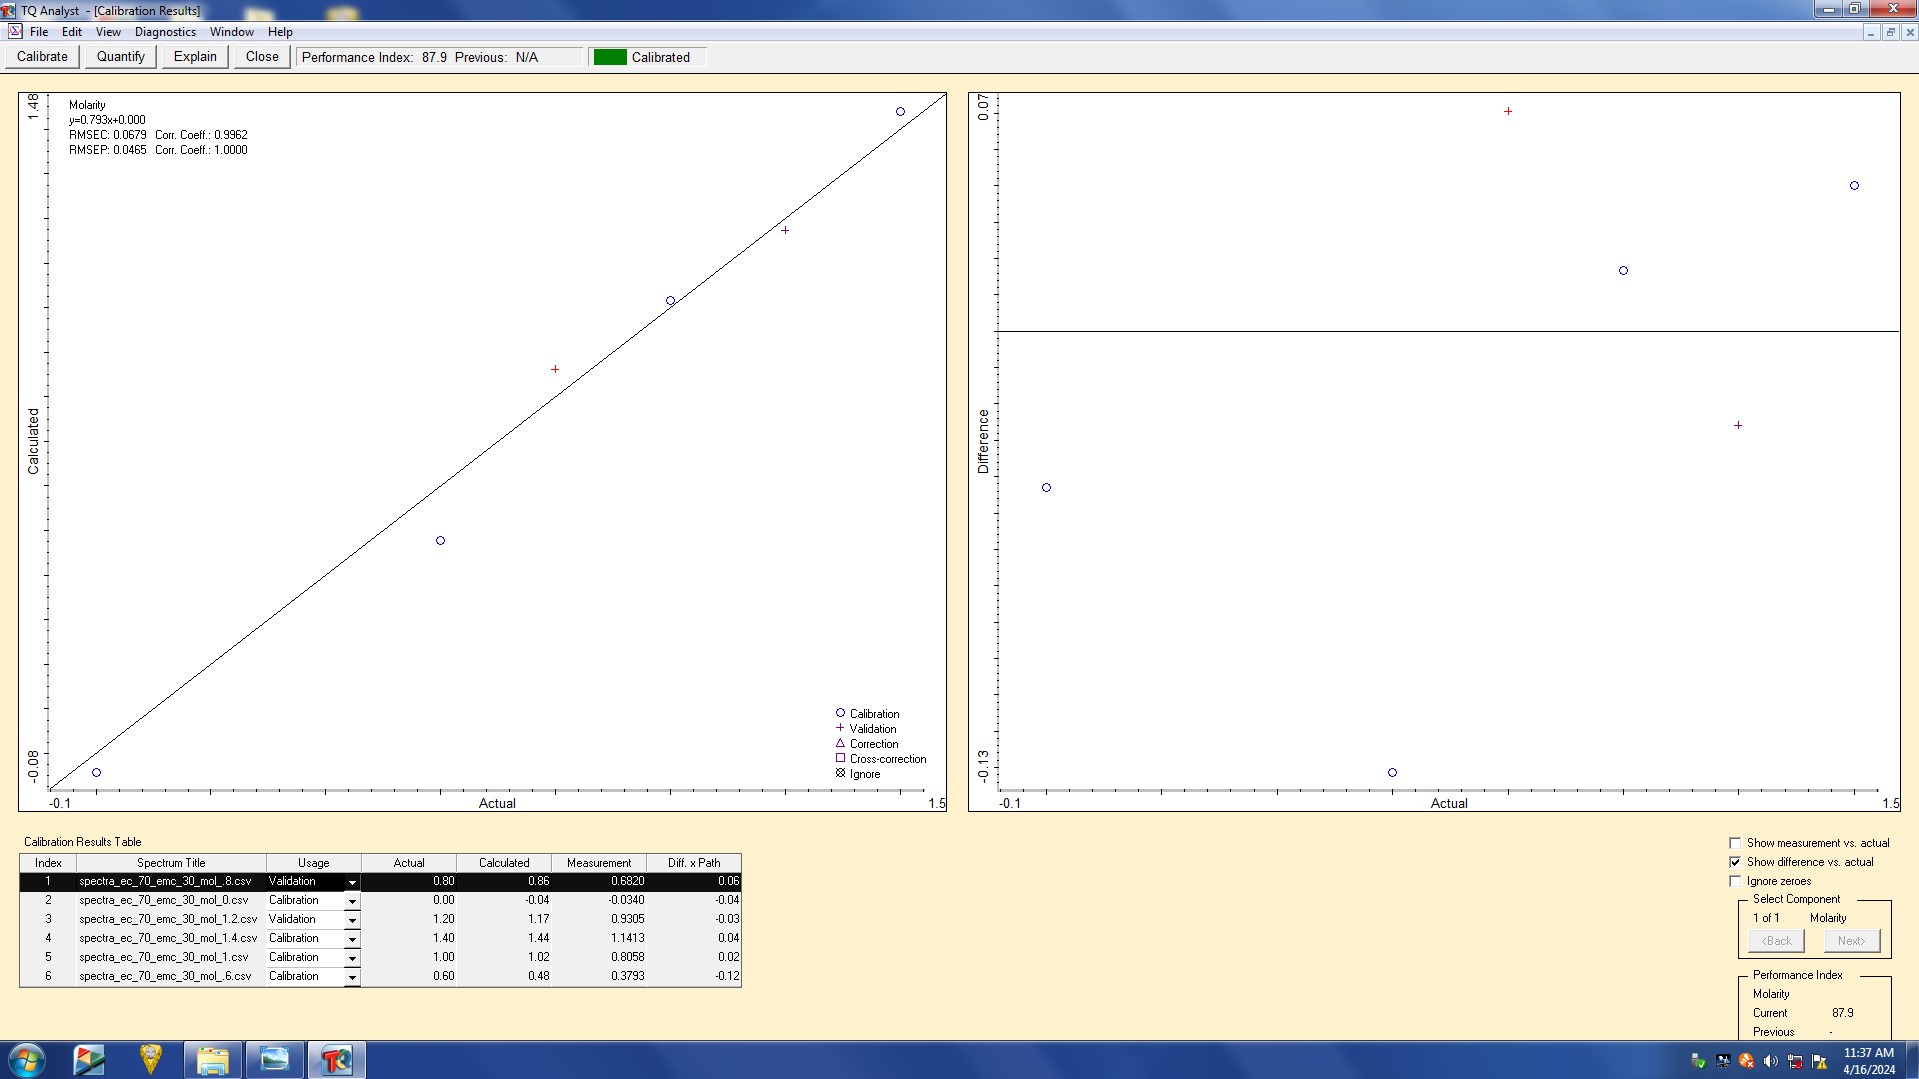 TQ Analyst - [Calibration Results]
File Edit View Diagnostics Window Help
Calibrate Quantify Explain Close Performance Index: 87.9 Previous: N/A Calibrated
1.48
Molarity
y=0.793x+0.000
RMSEC: 0.0679 Corr. Coeff.: 0.9962
RMSEP: 0.0465 Corr. Coeff.: 1.0000
Calculated
-0.08
Calibration
Validation
Correction
Cross-correction
Ignore
-0.1 Actual 1.5
0.07
Difference
-0.13
-0.1 Actual 1.5
Calibration Results Table
Index Spectrum Title Usage Actual Calculated Measurement Diff. x Path
1 spectra_ec_70_emc_30_mol_.8.csv Validation 0.80 0.86 0.6820 0.06
2 spectra_ec_70_emc_30_mol_0.csv Calibration 0.00 -0.04 -0.0340 -0.04
3 spectra_ec_70_emc_30_mol_1.2.csv Validation 1.20 1.17 0.9305 -0.03
4 spectra_ec_70_emc_30_mol_1.4.csv Calibration 1.40 1.44 1.1413 0.04
5 spectra_ec_70_emc_30_mol_1.csv Calibration 1.00 1.02 0.8058 0.02
6 spectra_ec_70_emc_30_mol_.6.csv Calibration 0.60 0.48 0.3793 -0.12
Show measurement vs. actual
Show difference vs. actual
Ignore zeroes
Select Component
1 of 1 Molarity
<Back Next>
Performance Index
Molarity
Current 87.9
Previous -
11:37 AM
4/16/2024